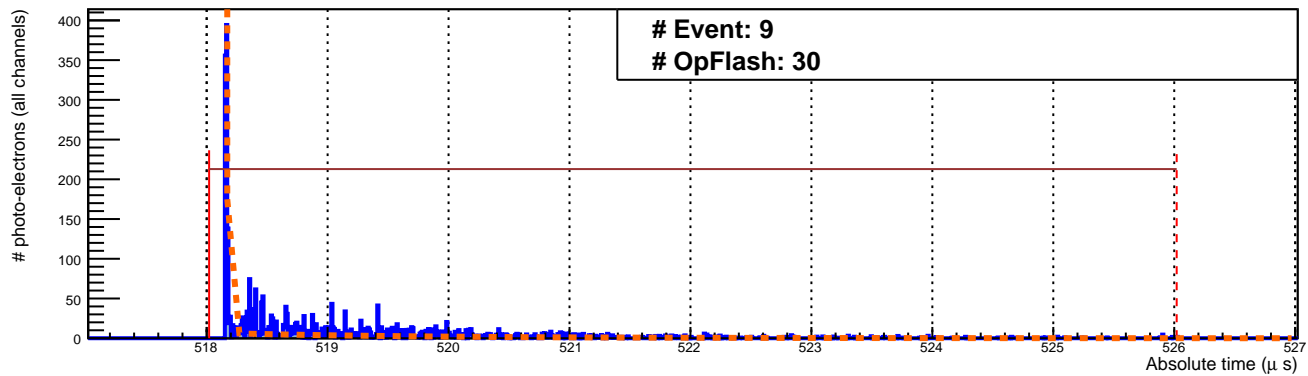 # Event: 9
# OpFlash: 30
# photo-electrons (all channels)
400
350
300
250
200
150
100
50
0
518 519 520 521 522 523 524 525 526 527
Absolute time (μ s)